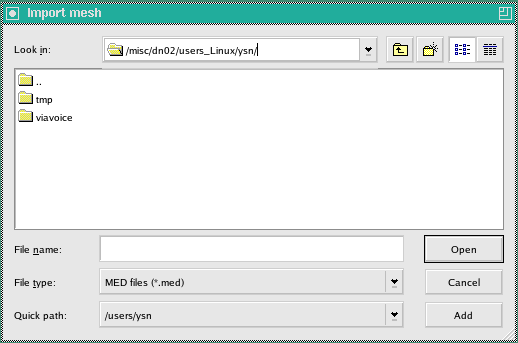 Import mesh
Look in: /misc/dn02/users_Linux/ysn/
..
tmp
viavoice
File name: Open
File type: MED files (*.med) Cancel
Quick path: /users/ysn Add